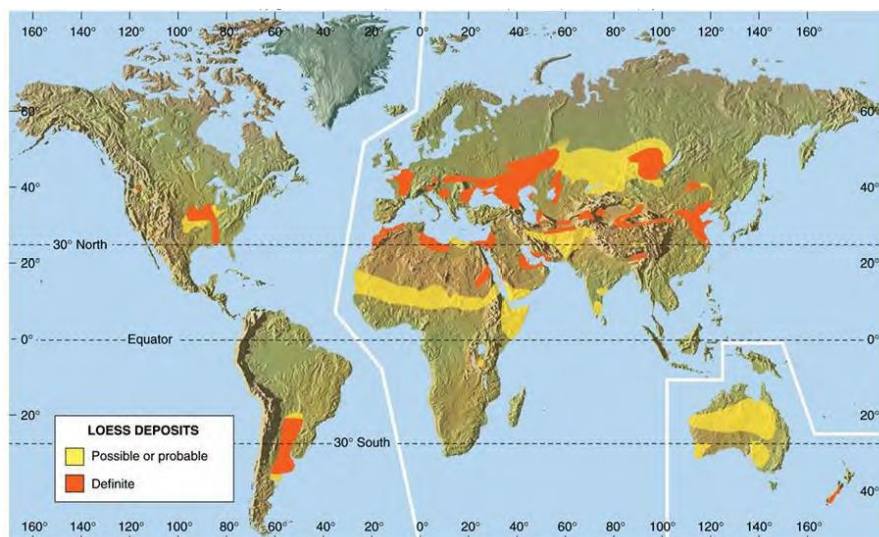 160° 140° 120° 100° 80° 60° 40° 20° 0° 20° 40° 60° 80° 100° 120° 140° 160°
60° 60°
40° 40°
30° North
20° 20°
Equator 0° 0°
20° 30° South 20°
LOESS DEPOSITS
Possible or probable
Definite
40°
160° 140° 120° 100° 80° 60° 40° 20° 0° 20° 40° 60° 80° 100° 120° 140° 160°